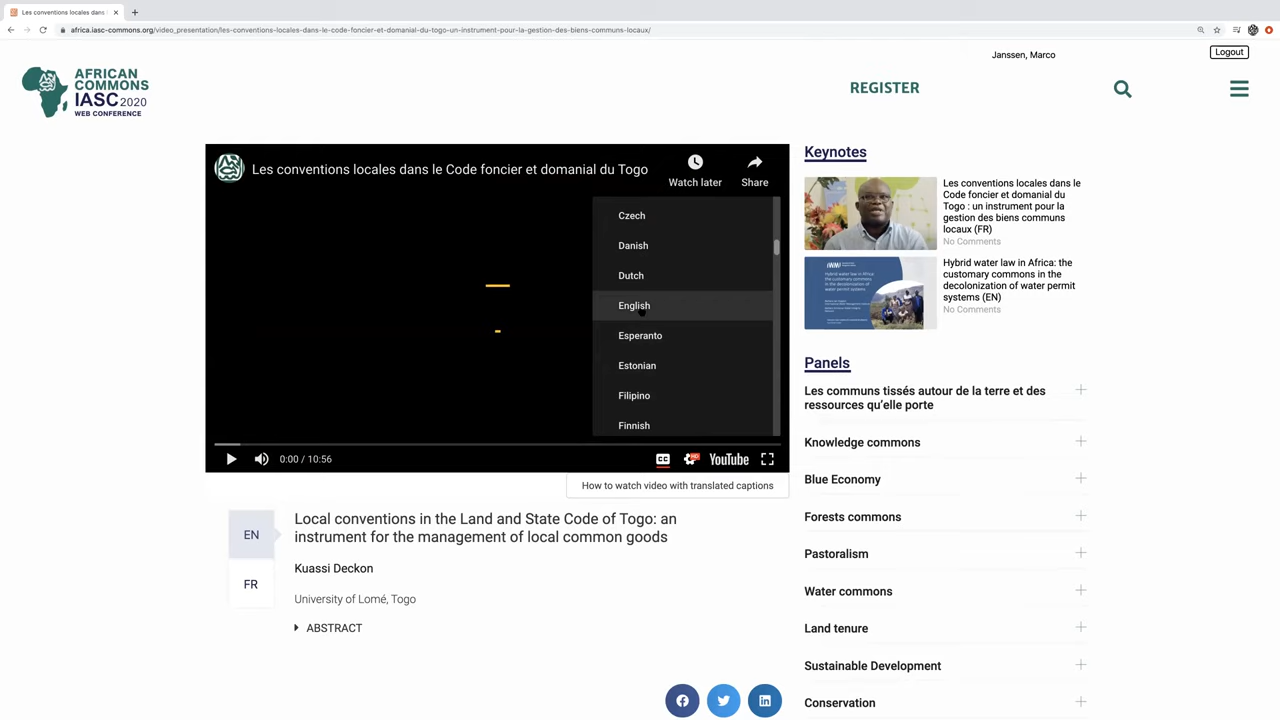 Les conventions locales dans l
africa.iasc-commons.org/video_presentation/les-conventions-locales-dans-le-code-foncier-et-domanial-du-togo-un-instrument-pour-la-gestion-des-biens-communs-locaux/
Janssen, Marco
Logout
AFRICAN
COMMONS
IASC 2020
WEB CONFERENCE
REGISTER
Les conventions locales dans le Code foncier et domanial du Togo
Watch later
Share
Czech
Danish
Dutch
English
Esperanto
Estonian
Filipino
Finnish
0:00 / 10:56
CC
HD
YouTube
How to watch video with translated captions
EN
FR
Local conventions in the Land and State Code of Togo: an
instrument for the management of local common goods
Kuassi Deckon
University of Lomé, Togo
ABSTRACT
Keynotes
Les conventions locales dans le
Code foncier et domanial du
Togo : un instrument pour la
gestion des biens communs
locaux (FR)
No Comments
Hybrid water law in Africa: the
customary commons in the
decolonization of water permit
systems (EN)
No Comments
Panels
Les communs tissés autour de la terre et des
ressources qu’elle porte
Knowledge commons
Blue Economy
Forests commons
Pastoralism
Water commons
Land tenure
Sustainable Development
Conservation